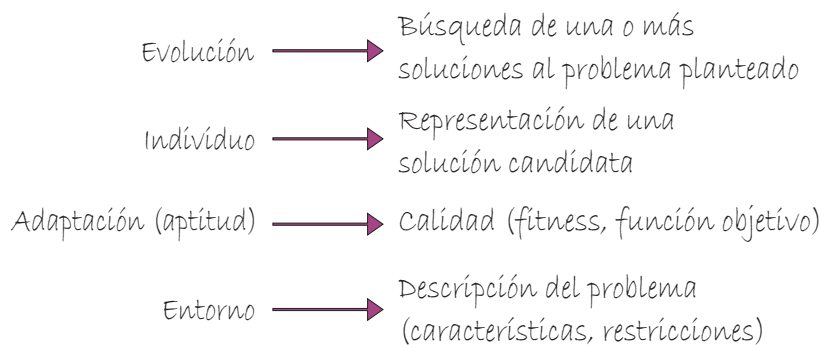 Evolución
Búsqueda de una o más
soluciones al problema planteado
Individuo
Representación de una
solución candidata
Adaptación (aptitud)
Calidad (fitness, función objetivo)
Entorno
Descripción del problema
(características, restricciones)